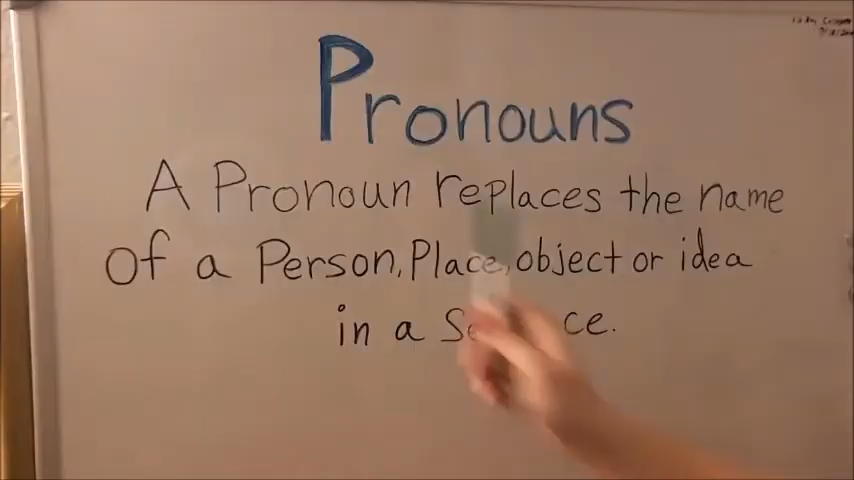 Pronouns
A Pronoun replaces the name
of a Person, Place, object or idea
in a